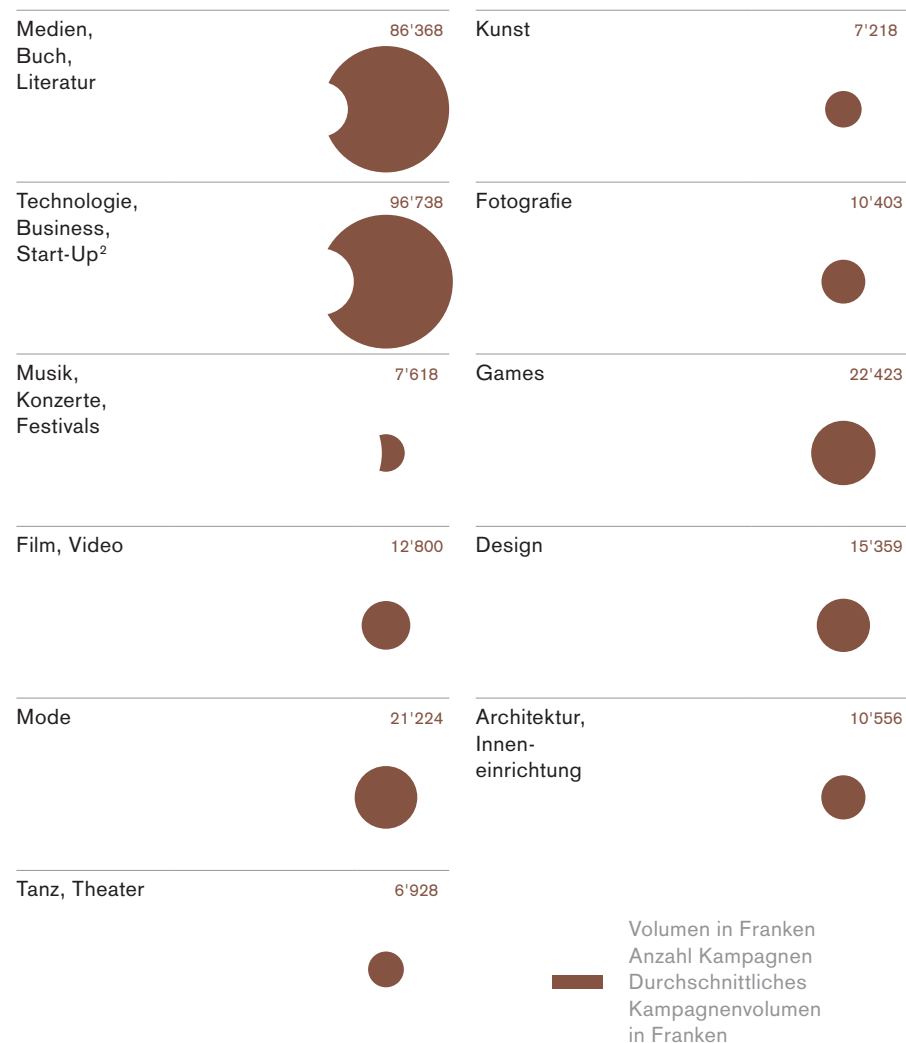 Medien,
Buch,
Literatur
86'368
Kunst
7'218
Technologie,
Business,
Start-Up²
96'738
Fotografie
10'403
Musik,
Konzerte,
Festivals
7'618
Games
22'423
Film, Video
12'800
Design
15'359
Mode
21'224
Architektur,
Innen-
einrichtung
10'556
Tanz, Theater
6'928
Volumen in Franken
Anzahl Kampagnen
Durchschnittliches
Kampagnenvolumen
in Franken